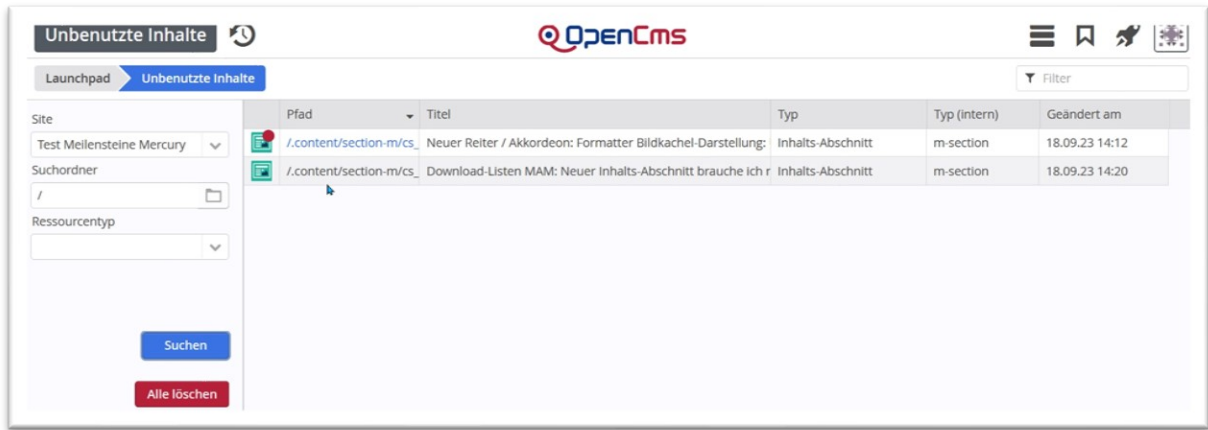 Unbenutzte Inhalte
OpenCms
Launchpad Unbenutzte Inhalte
Filter
Site
Test Meilensteine Mercury
Suchordner
/
Ressourcentyp
Suchen
Alle löschen
Pfad Titel Typ Typ (intern) Geändert am
/.content/section-m/cs_ Neuer Reiter / Akkordeon: Formatter Bildkachel-Darstellung: Inhalts-Abschnitt m-section 18.09.23 14:12
/.content/section-m/cs_ Download-Listen MAM: Neuer Inhalts-Abschnitt brauche ich r Inhalts-Abschnitt m-section 18.09.23 14:20